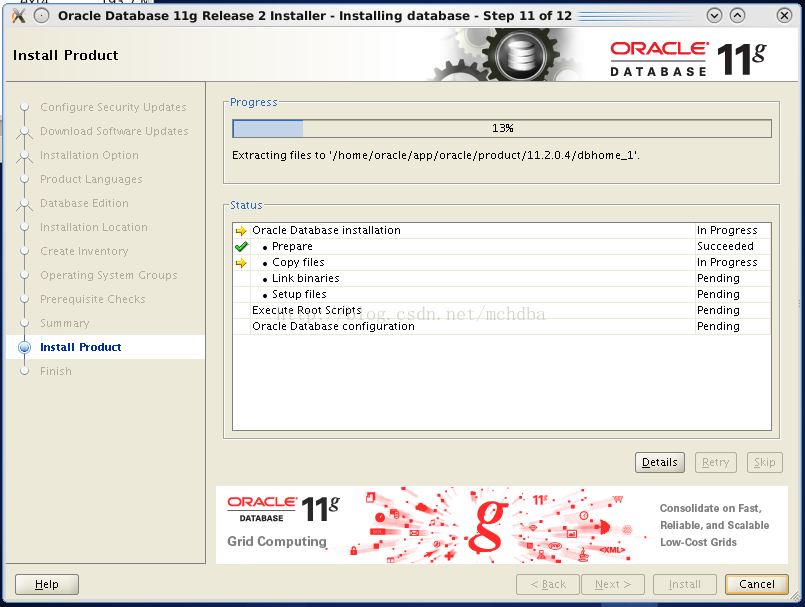 Oracle Database 11g Release 2 Installer - Installing database - Step 11 of 12
Install Product
ORACLE
DATABASE
11g
Configure Security Updates
Download Software Updates
Installation Option
Product Languages
Database Edition
Installation Location
Create Inventory
Operating System Groups
Prerequisite Checks
Summary
Install Product
Finish
Progress
13%
Extracting files to '/home/oracle/app/oracle/product/11.2.0.4/dbhome_1'.
Status
Oracle Database installation In Progress
• Prepare Succeeded
• Copy files In Progress
• Link binaries Pending
• Setup files Pending
Execute Root Scripts Pending
http://blog.csdn.net/mchdba
Oracle Database configuration Pending
Details Retry Skip
ORACLE
DATABASE
11g
Grid Computing
11g
g
<XML>
Consolidate on Fast,
Reliable, and Scalable
Low-Cost Grids
Help < Back Next > Install Cancel